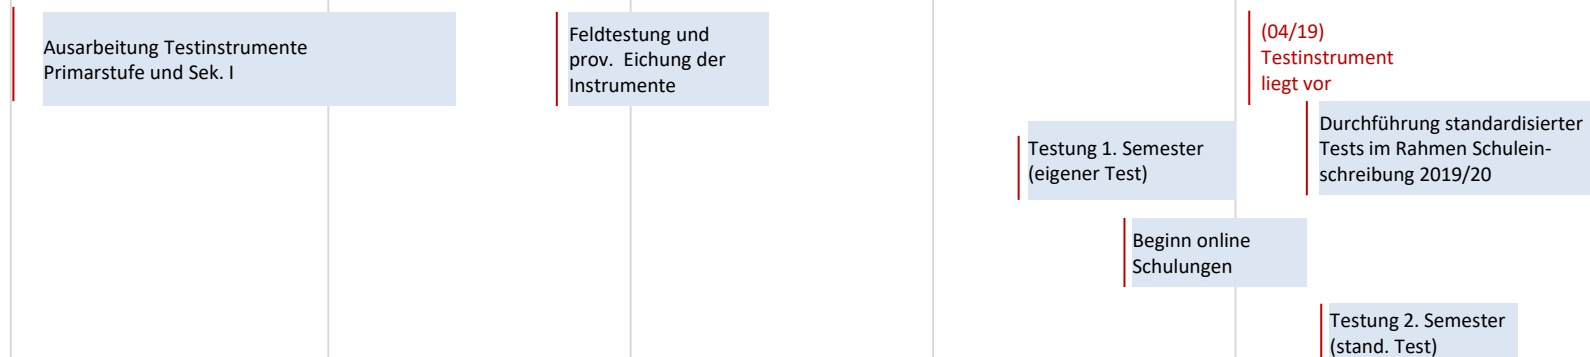 Ausarbeitung Testinstrumente
Primarstufe und Sek. I
Feldtestung und
prov. Eichung der
Instrumente
(04/19)
Testinstrument
liegt vor
Durchführung standardisierter
Tests im Rahmen Schulein-
schreibung 2019/20
Testung 1. Semester
(eigener Test)
Beginn online
Schulungen
Testung 2. Semester
(stand. Test)